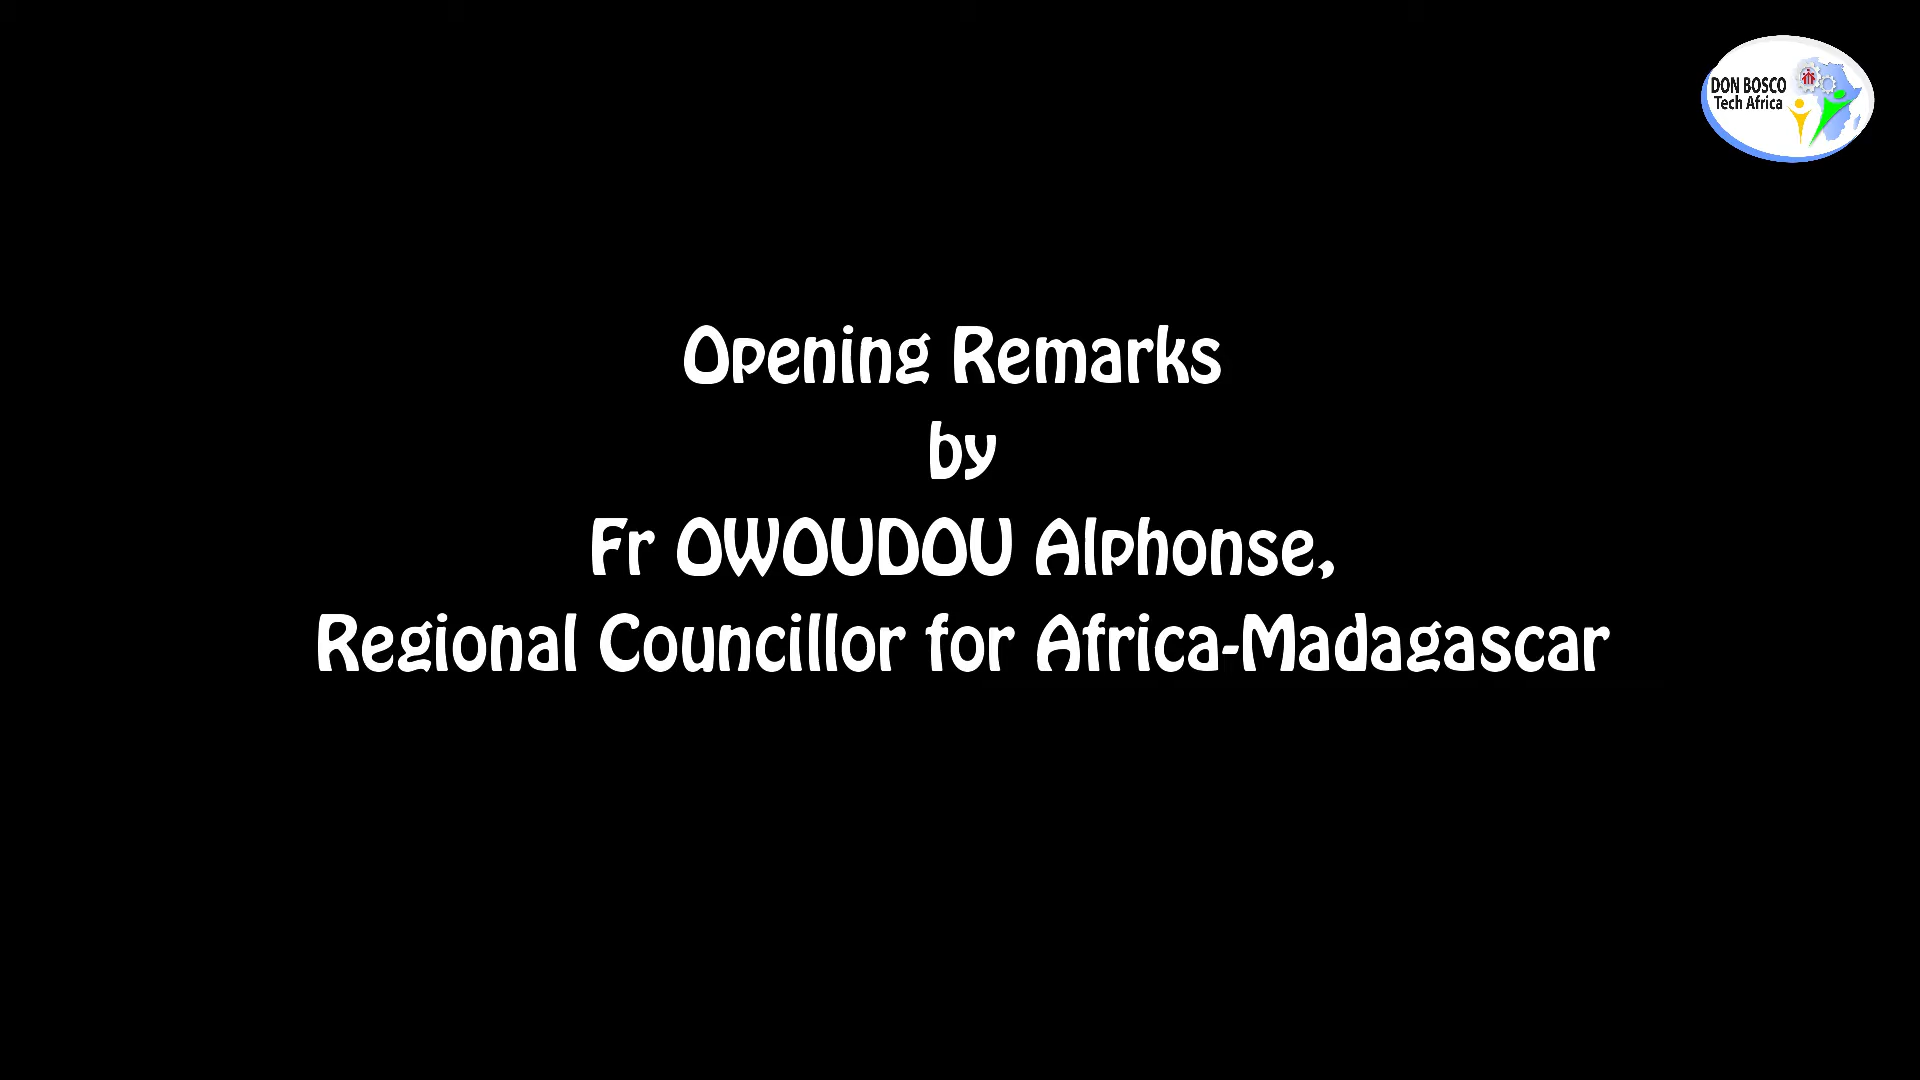 DON BOSCO
Tech Africa
Opening Remarks
by
Fr OWOUDOU Alphonse,
Regional Councillor for Africa-Madagascar